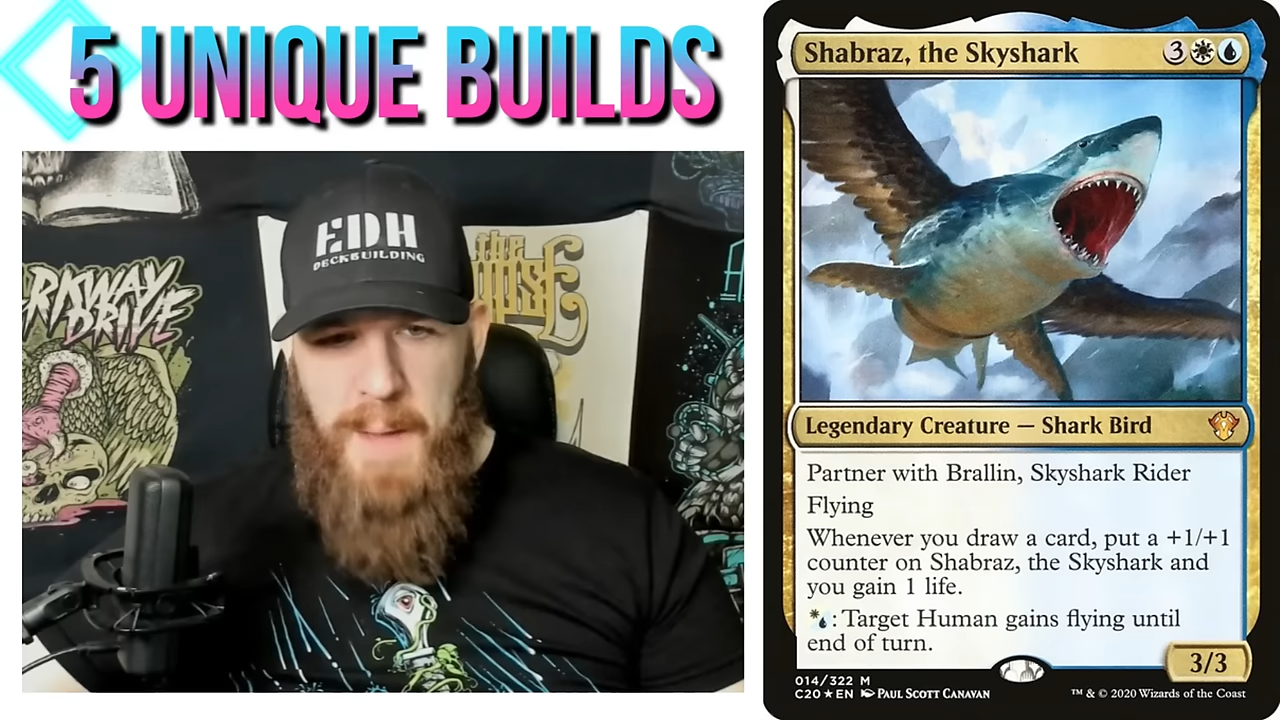 5 UNIQUE BUILDS
EDH
DECKBUILDING
the
DRIVE
Shabraz, the Skyshark 3
Legendary Creature — Shark Bird
Partner with Brallin, Skyshark Rider
Flying
Whenever you draw a card, put a +1/+1
counter on Shabraz, the Skyshark and
you gain 1 life.
: Target Human gains flying until
end of turn.
3/3
014/322 M
C20 ★ EN PAUL SCOTT CANAVAN
™ & © 2020 Wizards of the Coast